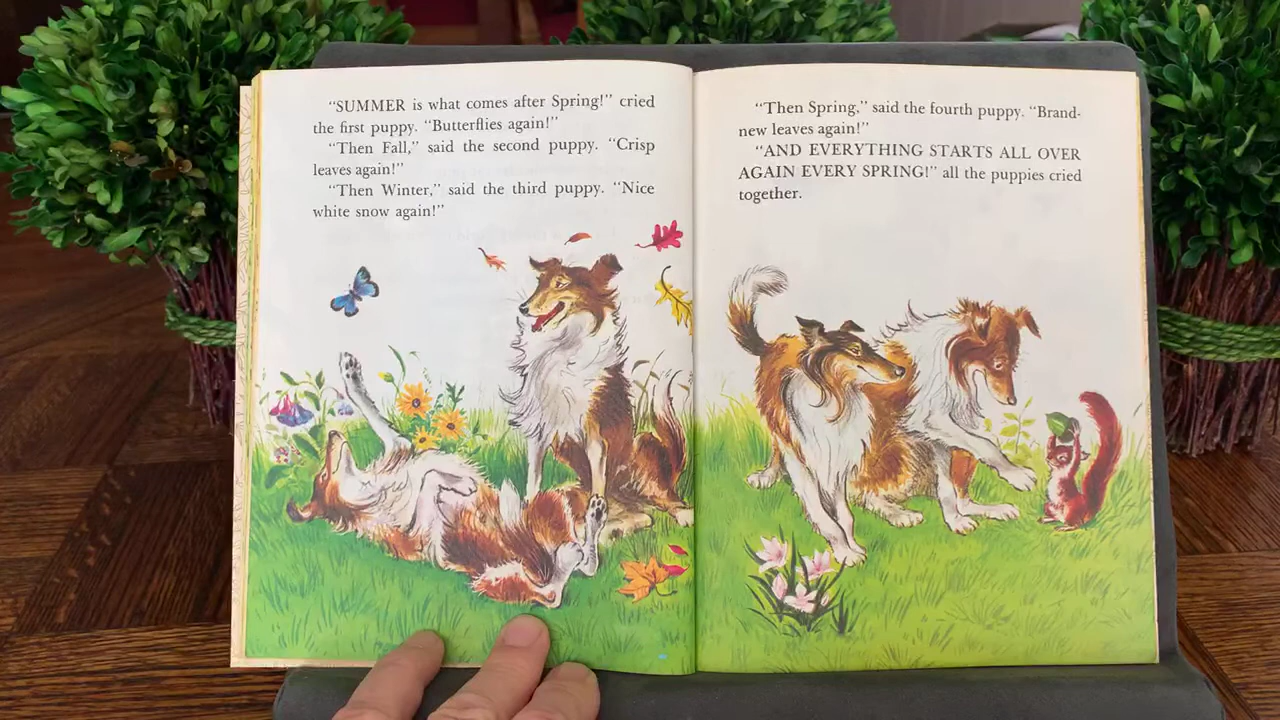 “SUMMER is what comes after Spring!” cried
the first puppy. “Butterflies again!”
“Then Fall,” said the second puppy. “Crisp
leaves again!”
“Then Winter,” said the third puppy. “Nice
white snow again!”
“Then Spring,” said the fourth puppy. “Brand-
new leaves again!”
“AND EVERYTHING STARTS ALL OVER
AGAIN EVERY SPRING!” all the puppies cried
together.